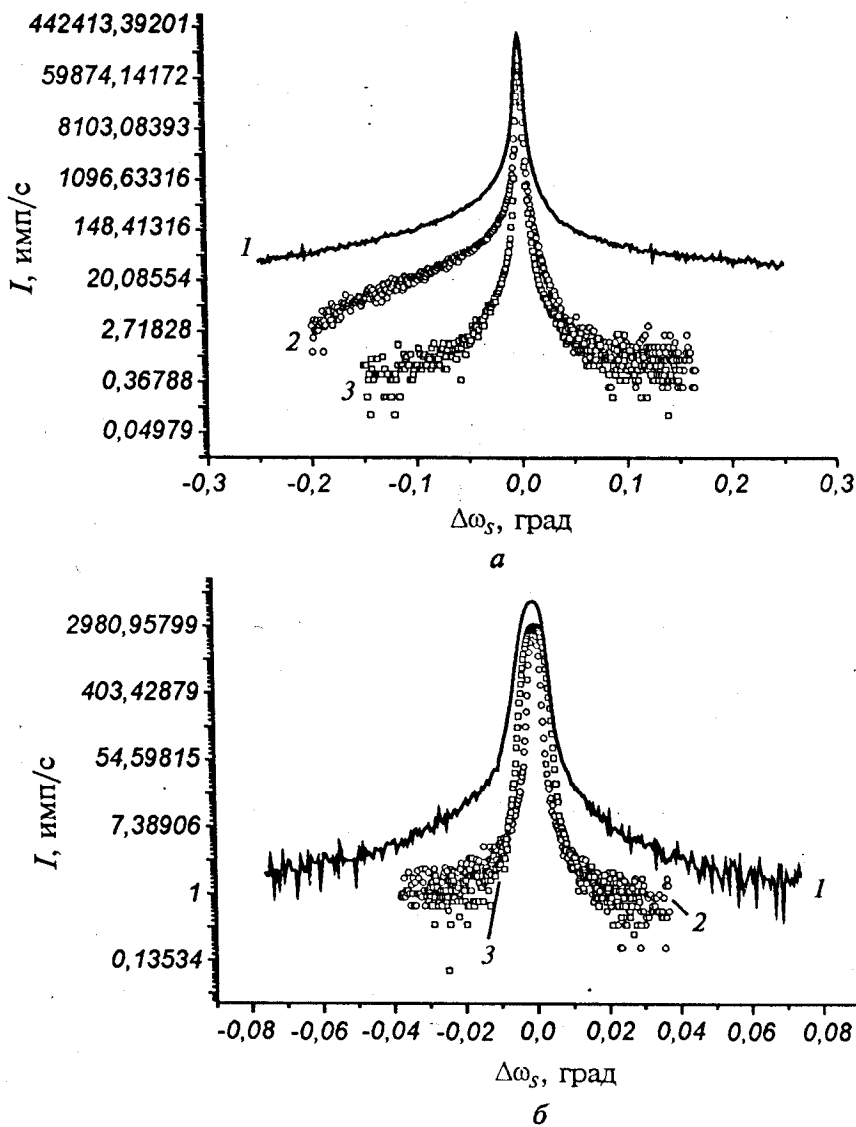 442413,39201
59874,14172
8103,08393
1096,63316
148,41316
20,08554
2,71828
0,36788
0,04979
I, имп/с
1
2
3
-0,3 -0,2 -0,1 0,0 0,1 0,2 0,3
Δωs, град
а
2980,95799
403,42879
54,59815
7,38906
1
0,13534
I, имп/с
1
2
3
-0,08 -0,06 -0,04 -0,02 0,0 0,02 0,04 0,06 0,08
Δωs, град
б